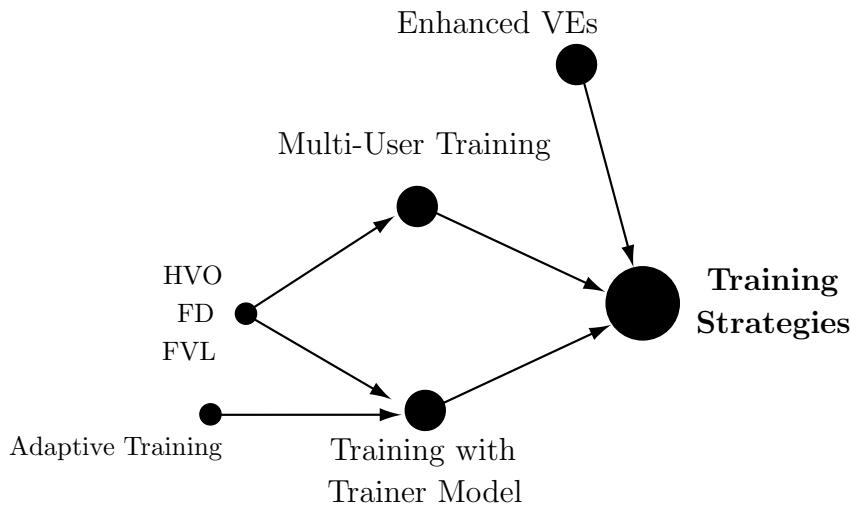 Enhanced VEs
Multi-User Training
HVO
FD
FVL
Training
Strategies
Adaptive Training
Training with
Trainer Model